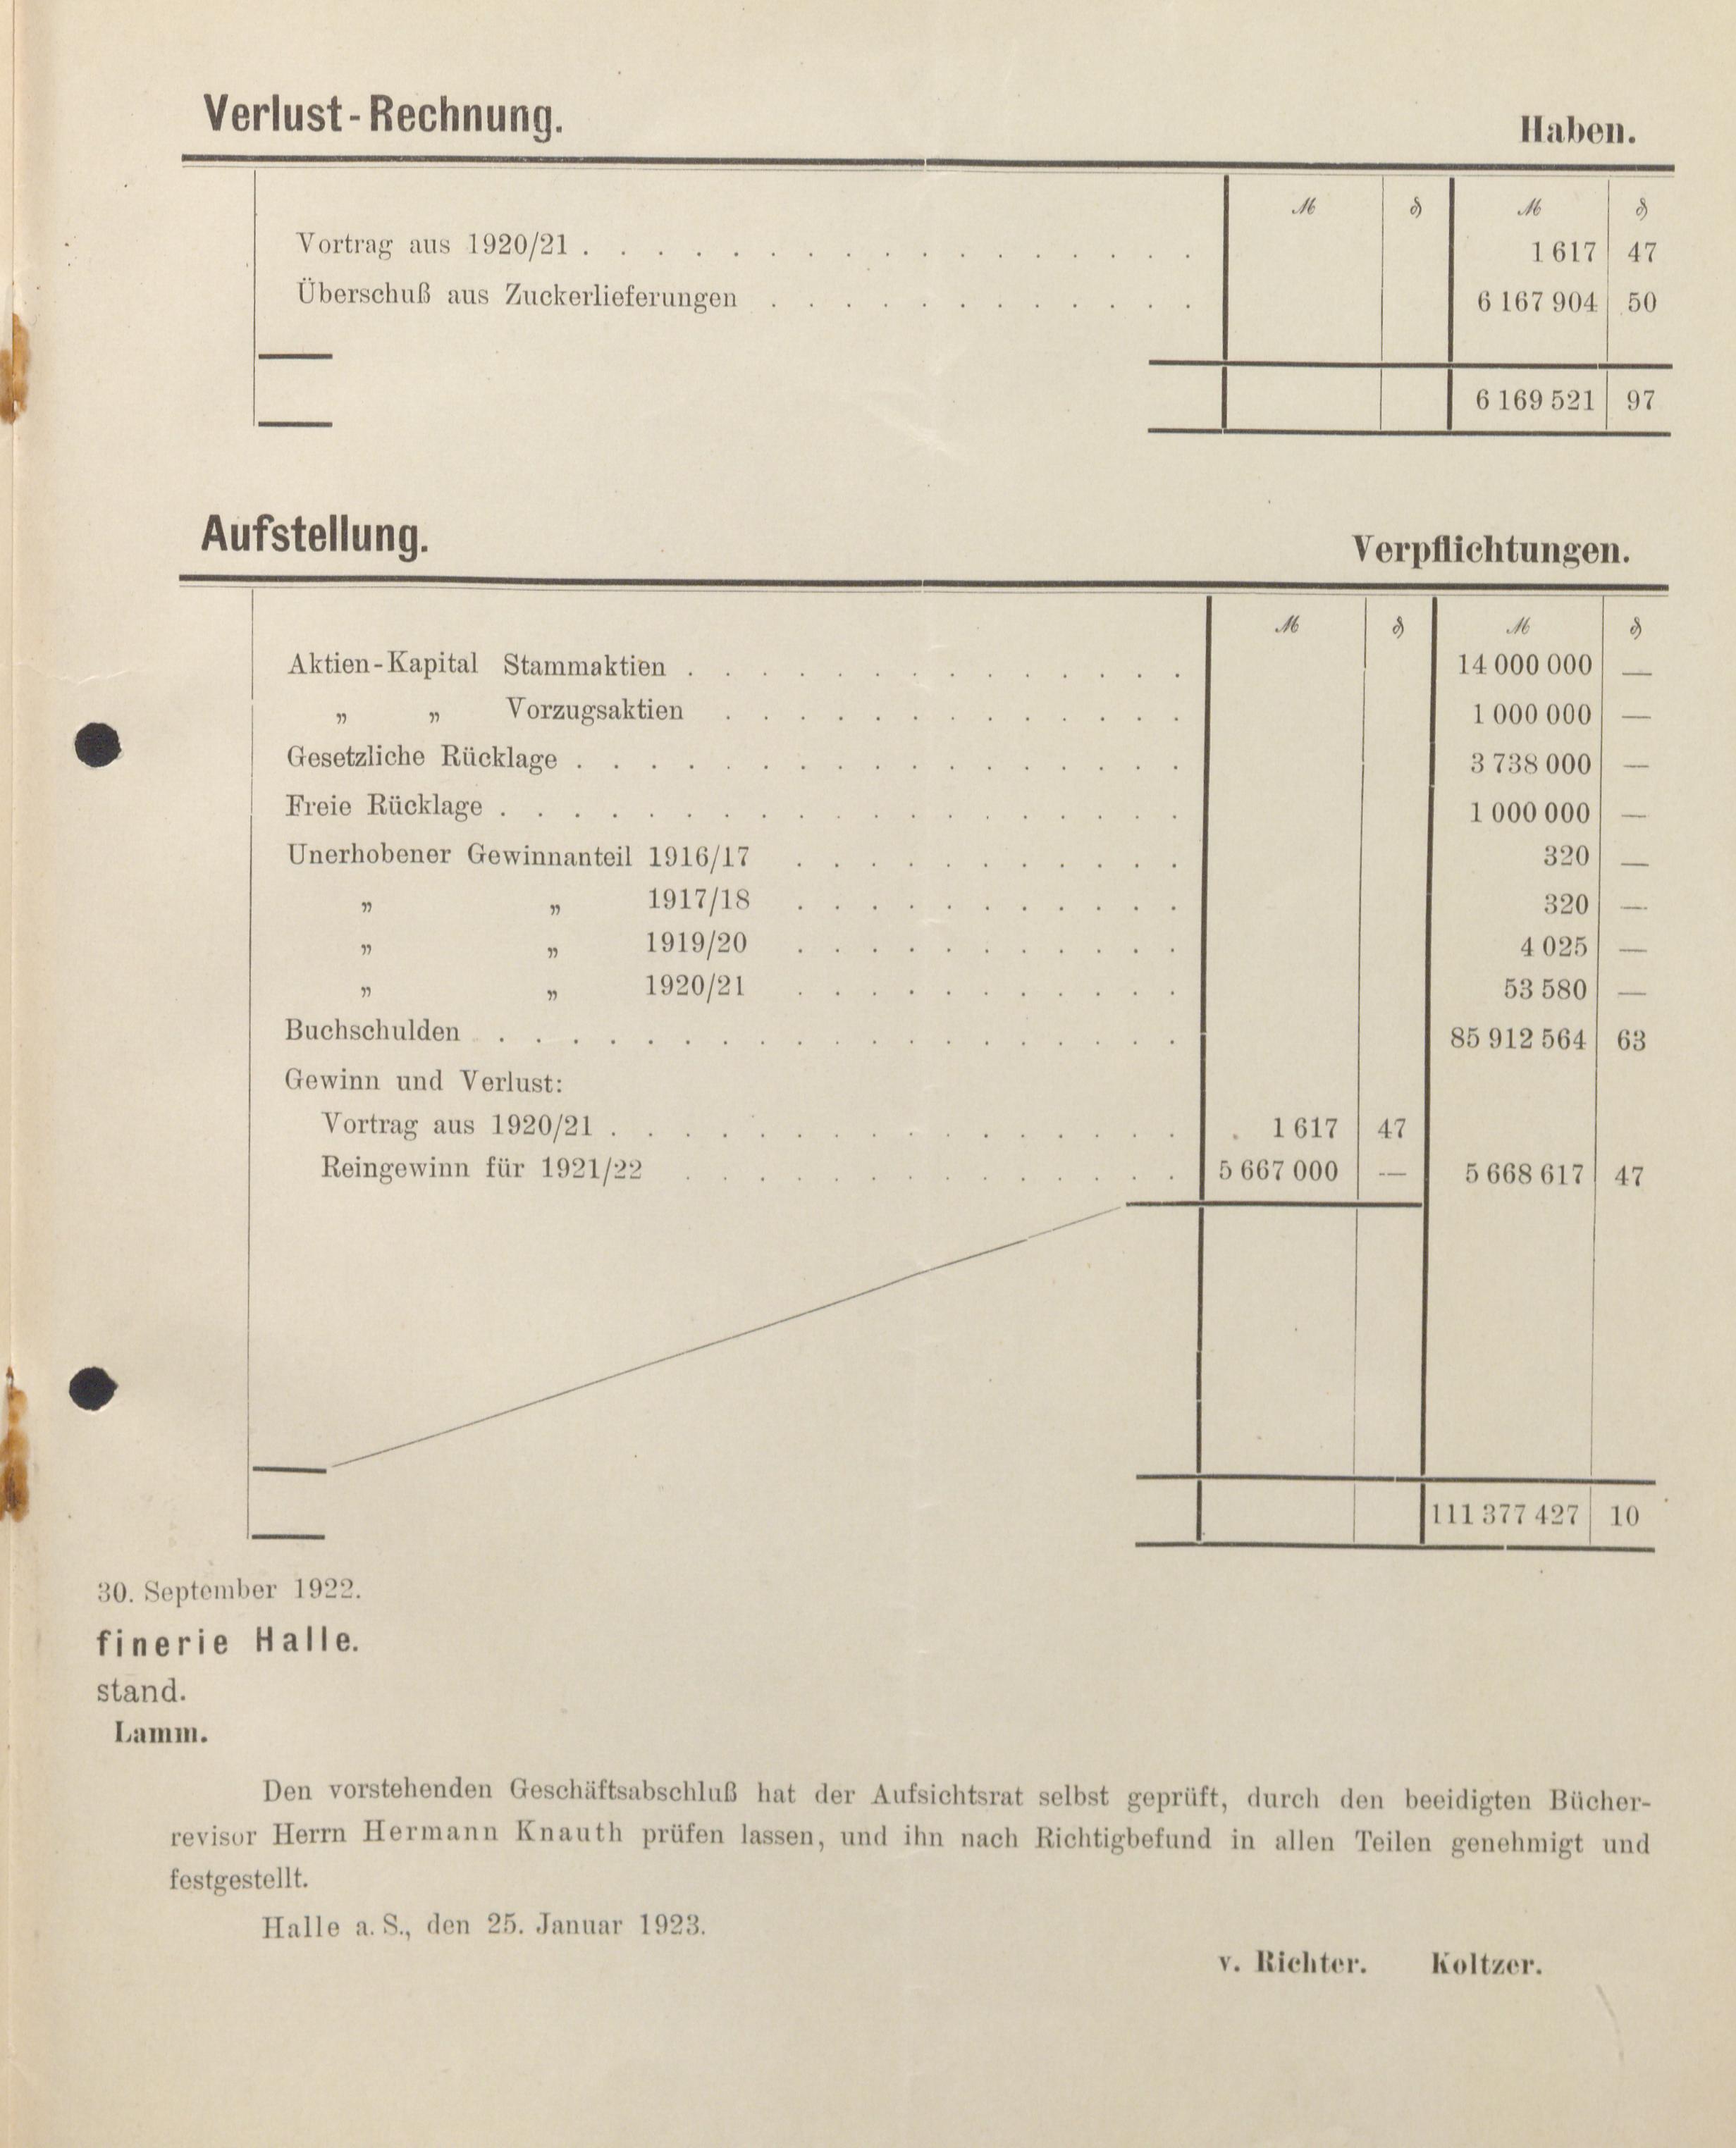 Verlust-Rechnung. Haben.
ℳ ₰ ℳ ₰
Vortrag aus 1920/21 . . . . . . . . . . . . . . . . . 1 617 47
Überschuß aus Zuckerlieferungen . . . . . . . . . . . . 6 167 904 50
6 169 521 97
Aufstellung. Verpflichtungen.
ℳ ₰ ℳ ₰
Aktien-Kapital Stammaktien . . . . . . . . . . . . . . 14 000 000 —
„ „ Vorzugsaktien . . . . . . . . . . . . . 1 000 000 —
Gesetzliche Rücklage . . . . . . . . . . . . . . . . . 3 738 000 —
Freie Rücklage . . . . . . . . . . . . . . . . . . . 1 000 000 —
Unerhobener Gewinnanteil 1916/17 . . . . . . . . . . . 320 —
„ „ 1917/18 . . . . . . . . . . . 320 —
„ „ 1919/20 . . . . . . . . . . . 4 025 —
„ „ 1920/21 . . . . . . . . . . . 53 580 —
Buchschulden . . . . . . . . . . . . . . . . . . . 85 912 564 63
Gewinn und Verlust:
Vortrag aus 1920/21 . . . . . . . . . . . . . . . . 1 617 47
Reingewinn für 1921/22 . . . . . . . . . . . . . . 5 667 000 — 5 668 617 47
111 377 427 10
30. September 1922.
finerie Halle.
stand.
Lamm.
Den vorstehenden Geschäftsabschluß hat der Aufsichtsrat selbst geprüft, durch den beeidigten Bücher-
revisor Herrn Hermann Knauth prüfen lassen, und ihn nach Richtigbefund in allen Teilen genehmigt und
festgestellt.
Halle a. S., den 25. Januar 1923.
v. Richter. Koltzer.